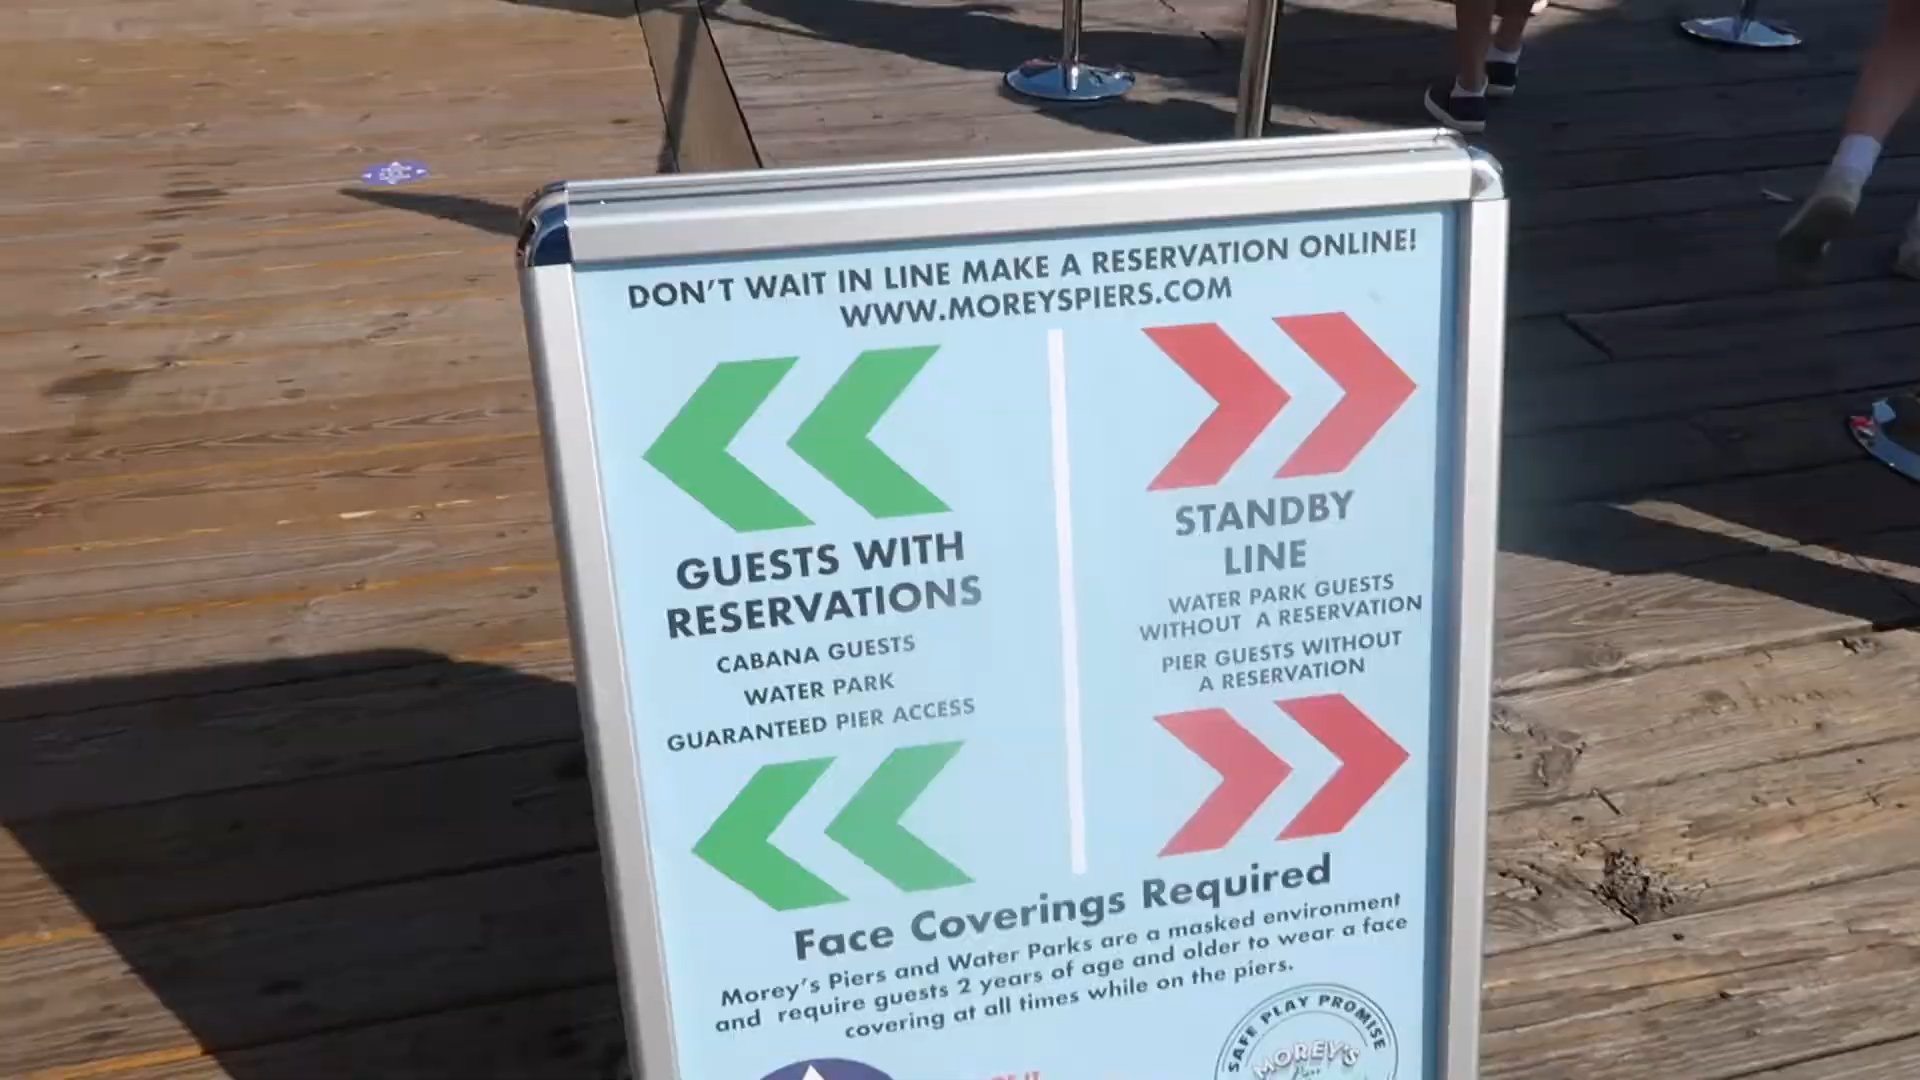 DON'T WAIT IN LINE MAKE A RESERVATION ONLINE!
WWW.MOREYSPIERS.COM
GUESTS WITH
RESERVATIONS
CABANA GUESTS
WATER PARK
GUARANTEED PIER ACCESS
STANDBY
LINE
WATER PARK GUESTS
WITHOUT A RESERVATION
PIER GUESTS WITHOUT
A RESERVATION
Face Coverings Required
Morey's Piers and Water Parks are a masked environment
and require guests 2 years of age and older to wear a face
covering at all times while on the piers.
SAFE PLAY PROMISE
MOREY'S